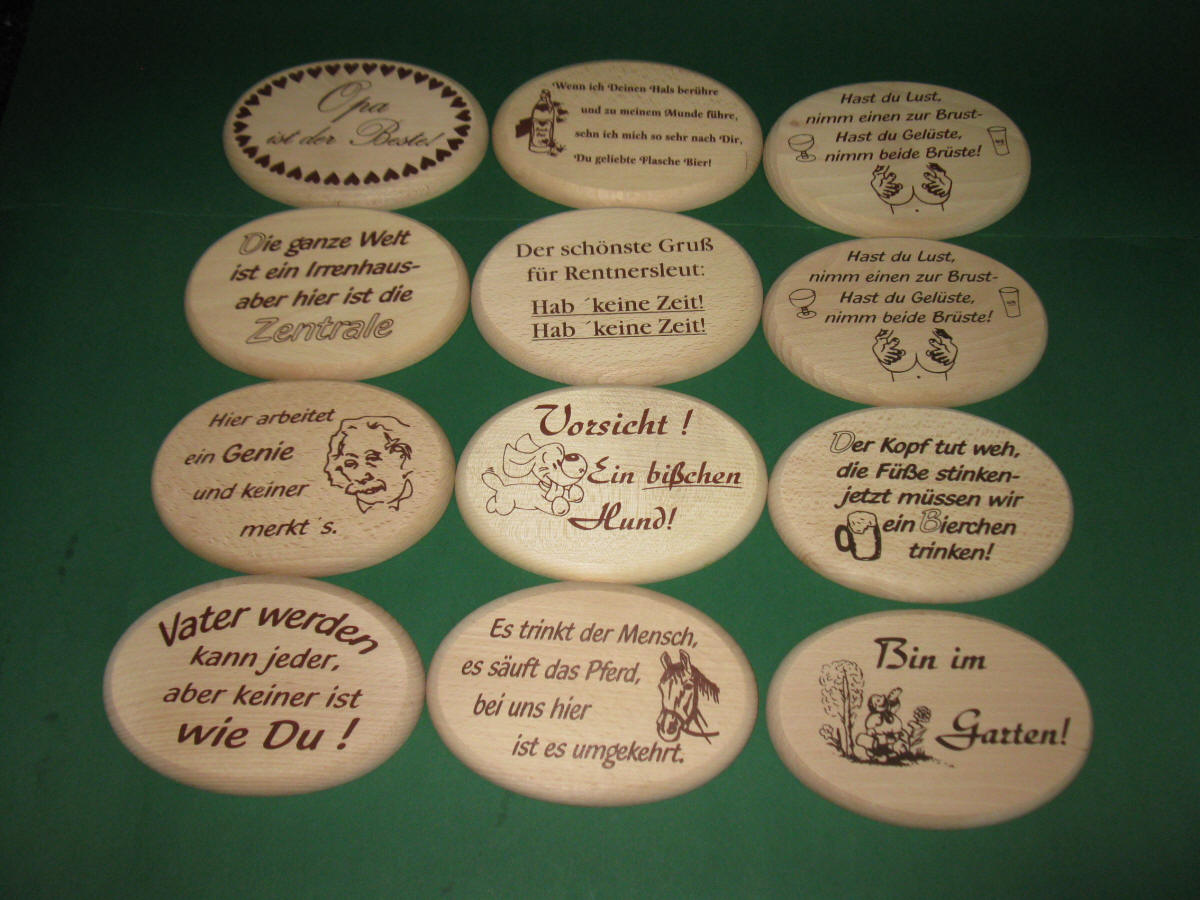 Opa
ist der Beste!
Wenn ich Deinen Hals berühre
und zu meinem Munde führe,
sehn ich mich so sehr nach Dir,
Du geliebte Flasche Bier!
Hast du Lust,
nimm einen zur Brust-
Hast du Gelüste,
nimm beide Brüste!
Die ganze Welt
ist ein Irrenhaus-
aber hier ist die
Zentrale
Der schönste Gruß
für Rentnersleut:
Hab ´keine Zeit!
Hab ´keine Zeit!
Hast du Lust,
nimm einen zur Brust-
Hast du Gelüste,
nimm beide Brüste!
Hier arbeitet
ein Genie
und keiner
merkt ´s.
Vorsicht !
Ein bißchen
Hund!
Der Kopf tut weh,
die Füße stinken-
jetzt müssen wir
ein Bierchen
trinken!
Vater werden
kann jeder,
aber keiner ist
wie Du !
Es trinkt der Mensch,
es säuft das Pferd,
bei uns hier
ist es umgekehrt.
Bin im
Garten!